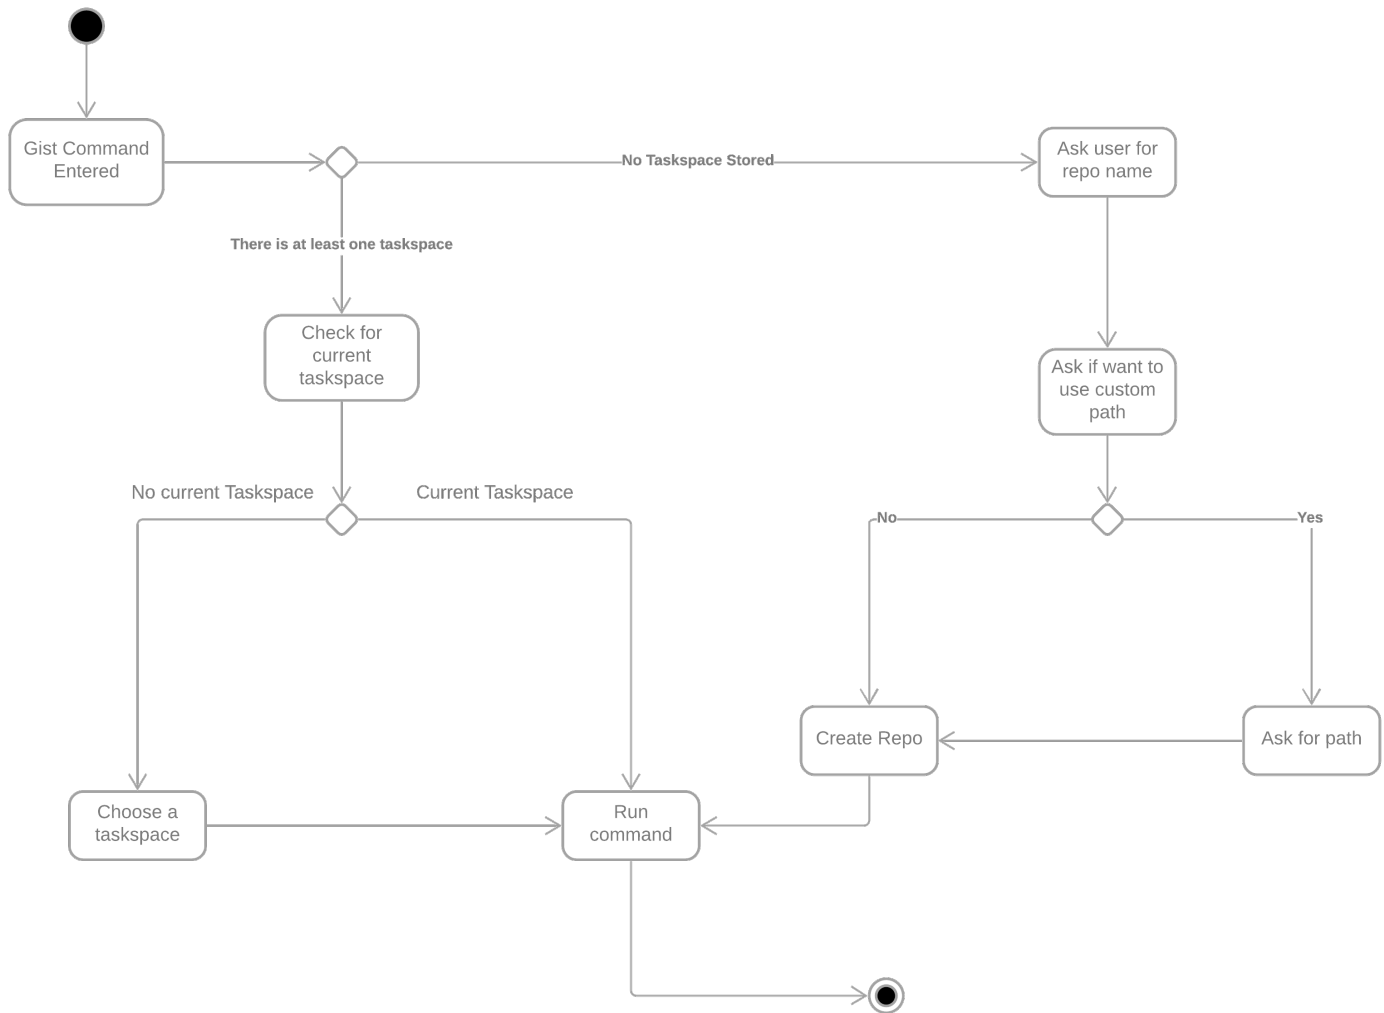 Gist Command
Entered
No Taskspace Stored
Ask user for
repo name
There is at least one taskspace
Check for
current
taskspace
Ask if want to
use custom
path
No current Taskspace
Current Taskspace
No
Yes
Create Repo
Ask for path
Choose a
taskspace
Run
command